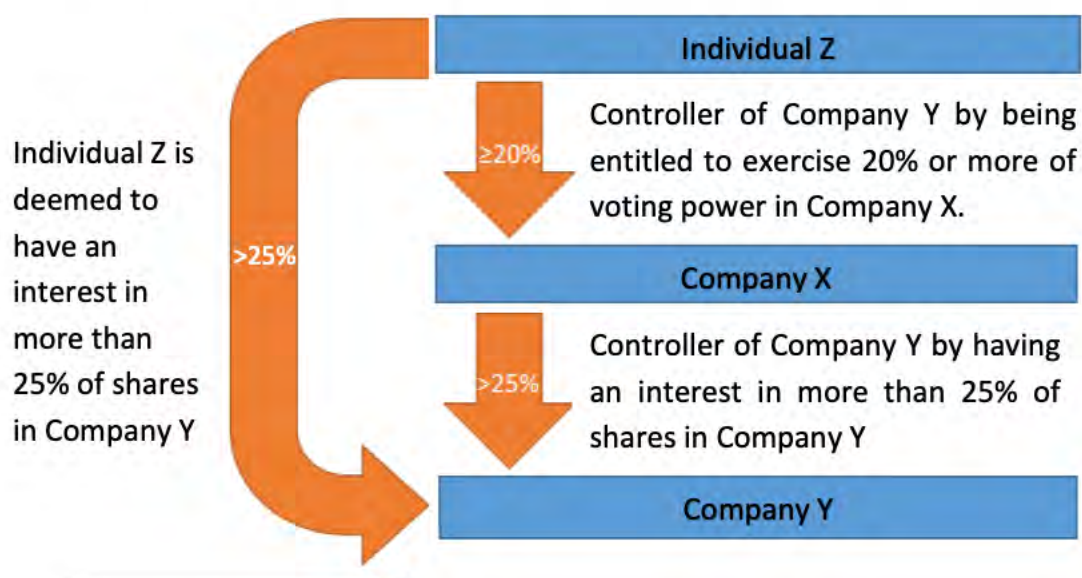 Individual Z
Controller of Company Y by being
entitled to exercise 20% or more of
voting power in Company X.
≥20%
Individual Z is
deemed to
have an
interest in
more than
25% of shares
in Company Y
>25%
Company X
Controller of Company Y by having
an interest in more than 25% of
shares in Company Y
>25%
Company Y